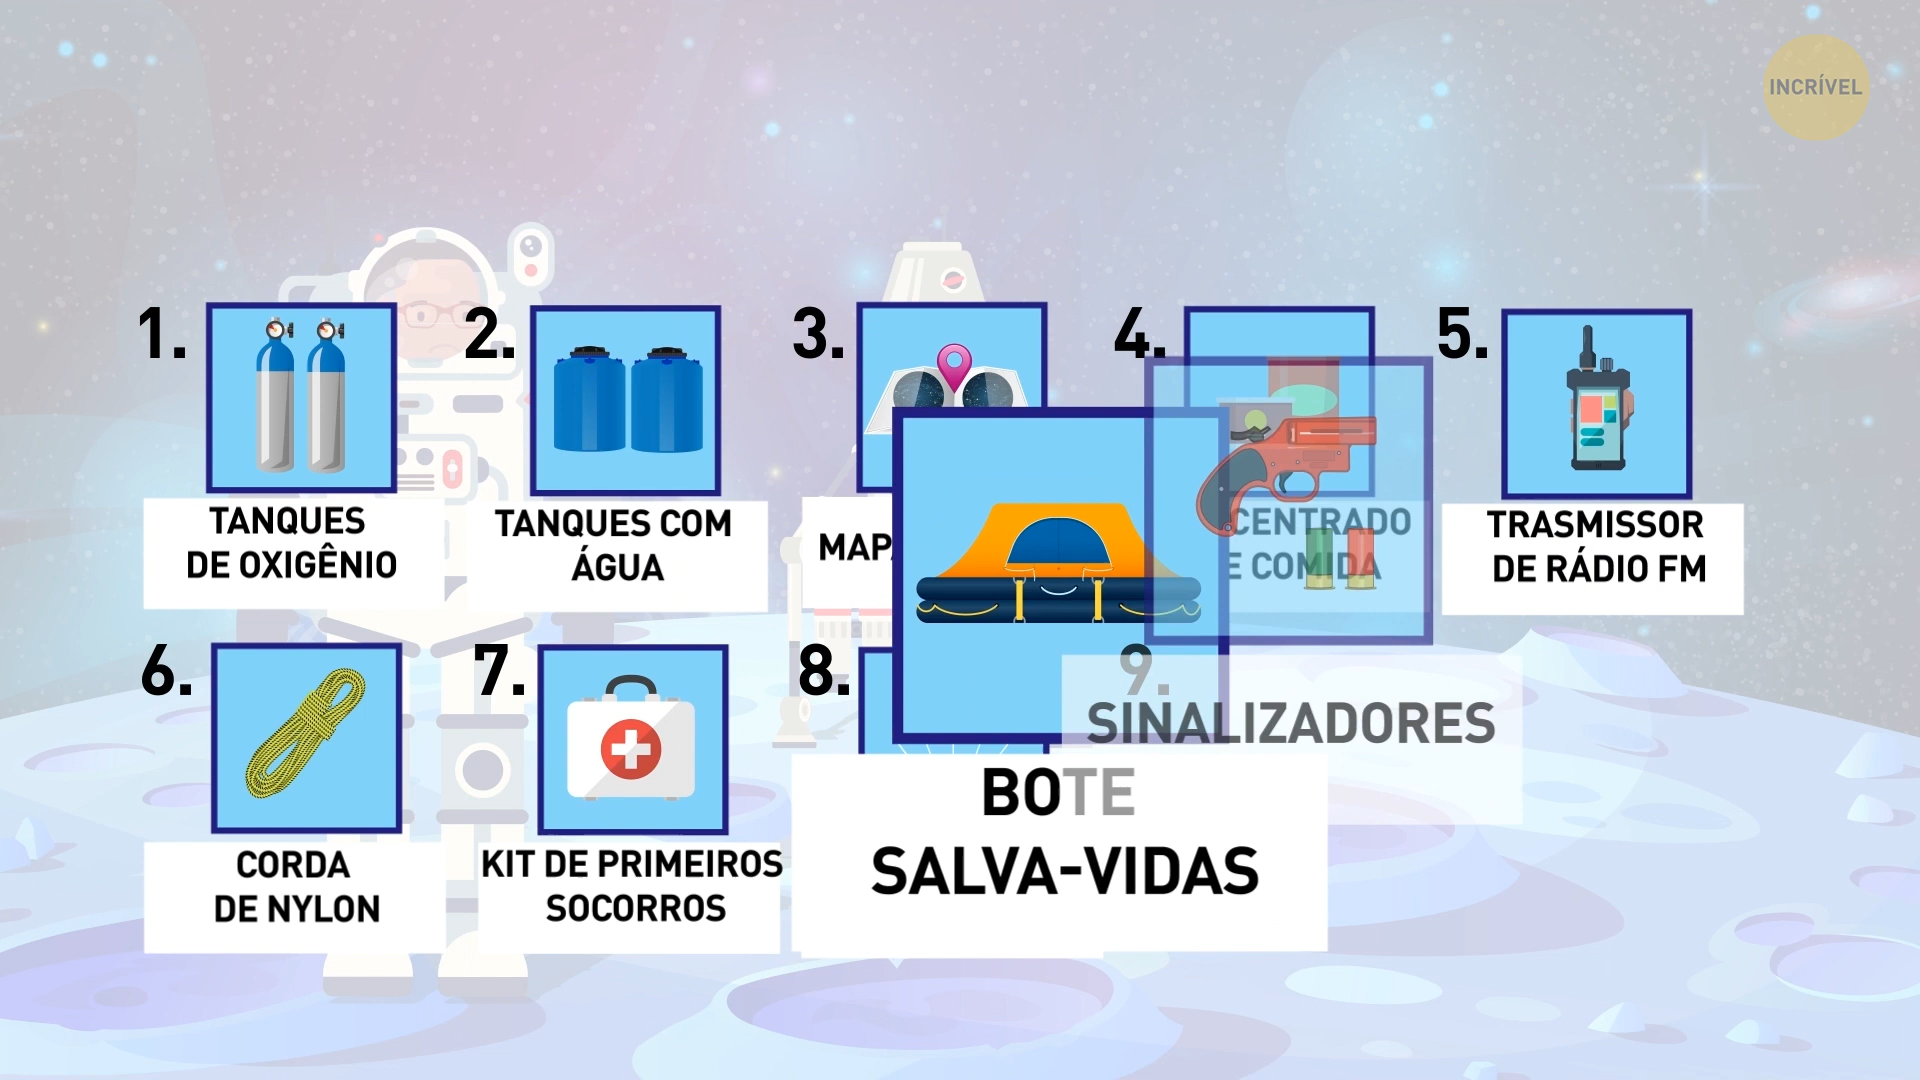 INCRÍVEL
1.
2.
3.
4.
5.
TANQUES
DE OXIGÊNIO
TANQUES COM
ÁGUA
CENTRADO
E COMIDA
TRASMISSOR
DE RÁDIO FM
6.
7.
8.
9.
CORDA
DE NYLON
KIT DE PRIMEIROS
SOCORROS
BOTE
SALVA-VIDAS
SINALIZADORES